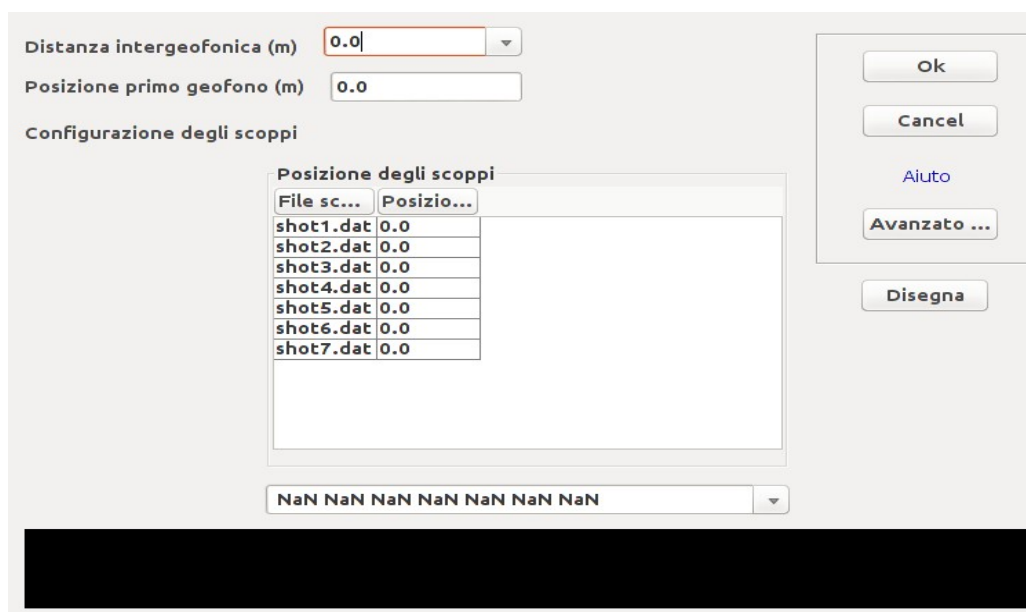 Distanza intergeofonica (m) 0.0
Posizione primo geofono (m) 0.0
Configurazione degli scoppi
Posizione degli scoppi
File sc... Posizio...
shot1.dat 0.0
shot2.dat 0.0
shot3.dat 0.0
shot4.dat 0.0
shot5.dat 0.0
shot6.dat 0.0
shot7.dat 0.0
NaN NaN NaN NaN NaN NaN NaN
Ok
Cancel
Aiuto
Avanzato ...
Disegna